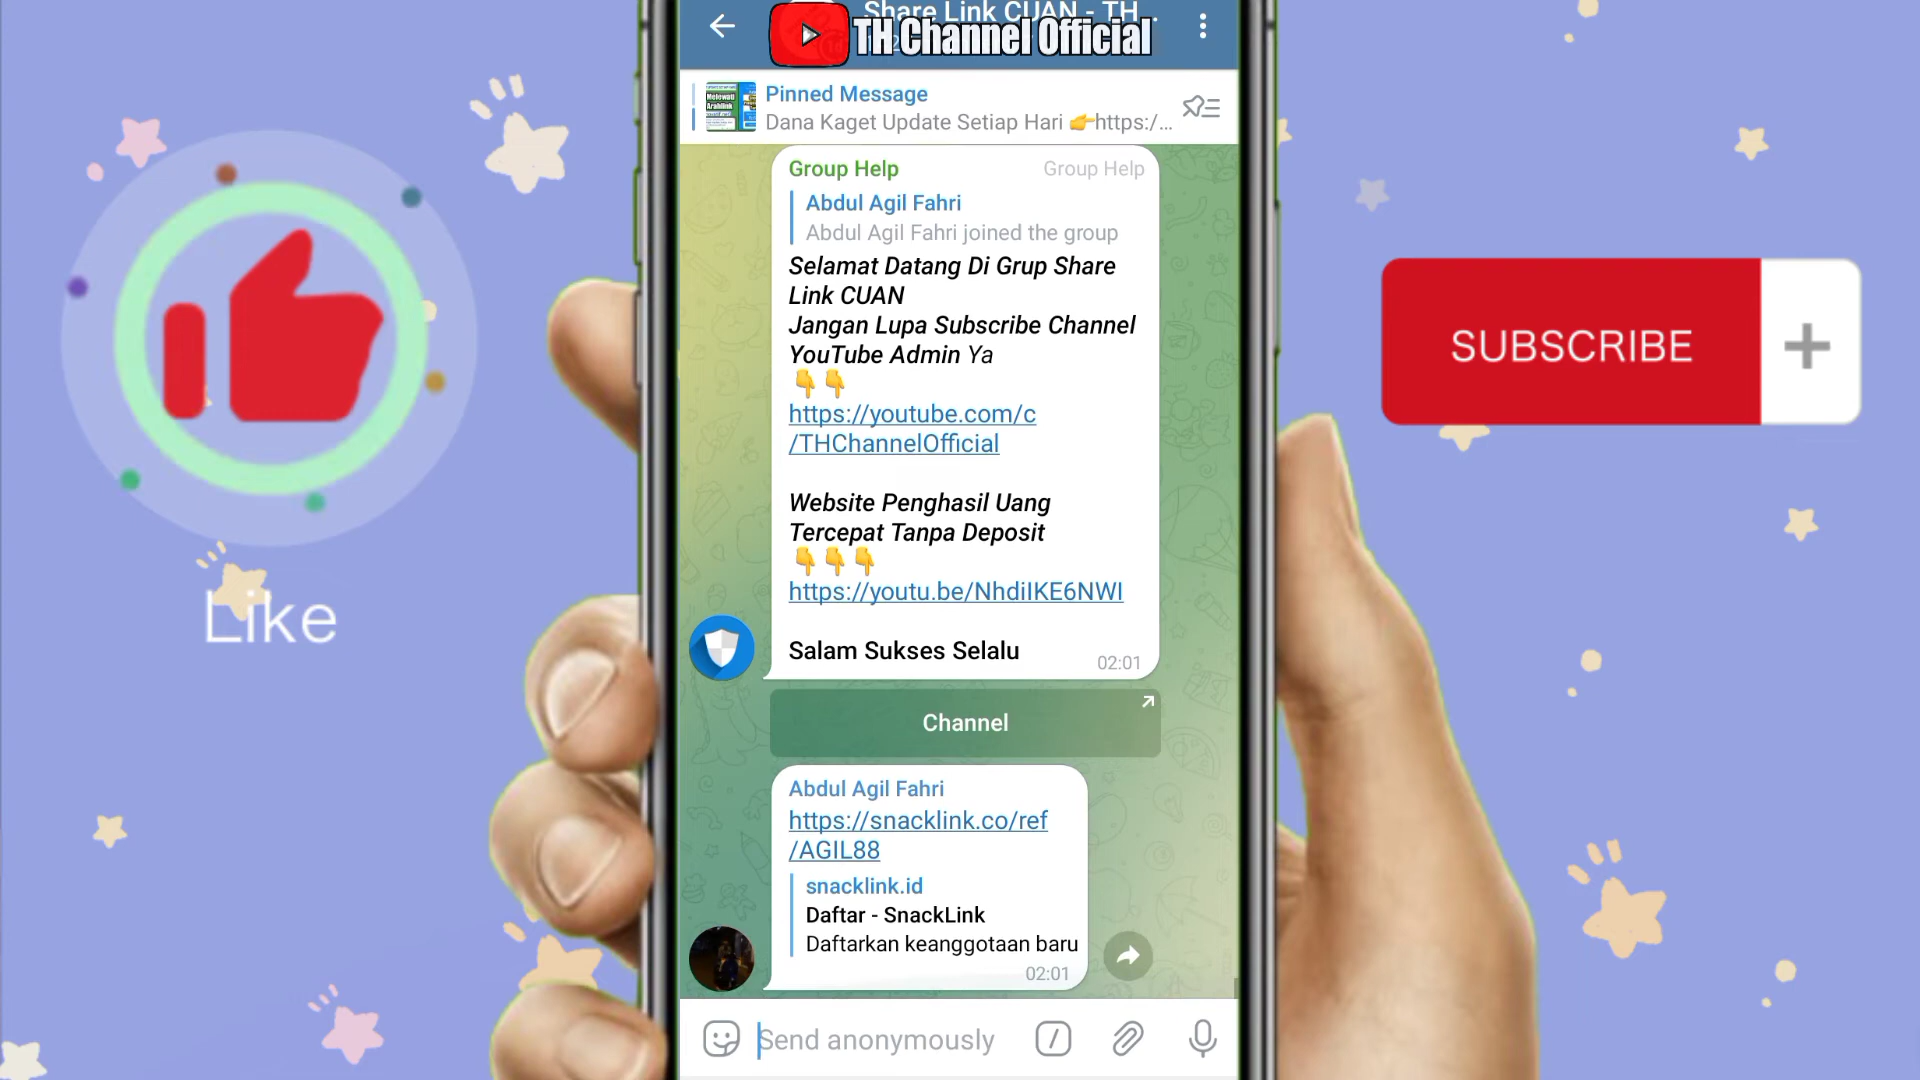 Share Link CUAN - TH...
TH Channel Official
Pinned Message
Dana Kaget Update Setiap Hari 👉https:/...
Group Help
Group Help
Abdul Agil Fahri
Abdul Agil Fahri joined the group
Selamat Datang Di Grup Share
Link CUAN
Jangan Lupa Subscribe Channel
YouTube Admin Ya
👇👇
https://youtube.com/c
/THChannelOfficial
Website Penghasil Uang
Tercepat Tanpa Deposit
👇👇👇
https://youtu.be/NhdiIKE6NWI
Salam Sukses Selalu
02:01
Channel
Abdul Agil Fahri
https://snacklink.co/ref
/AGIL88
snacklink.id
Daftar - SnackLink
Daftarkan keanggotaan baru
02:01
Send anonymously
Like
SUBSCRIBE